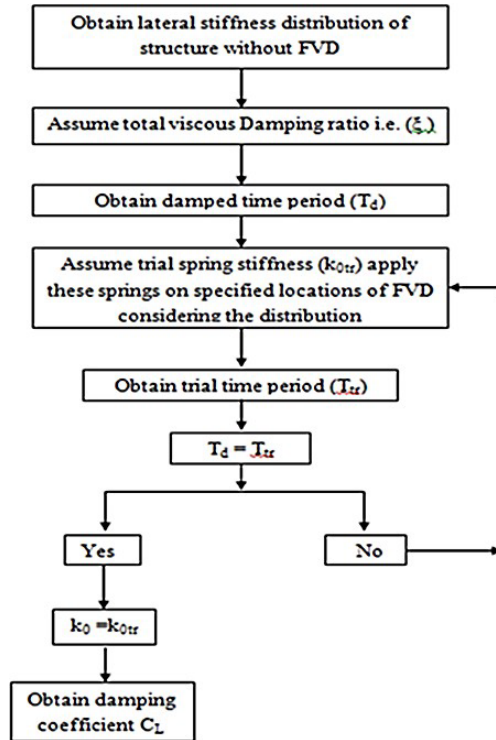 Obtain lateral stiffness distribution of
structure without FVD
Assume total viscous Damping ratio i.e. (ξ)
Obtain damped time period (Td)
Assume trial spring stiffness (k0tr) apply
these springs on specified locations of FVD
considering the distribution
Obtain trial time period (Ttr)
Td = Ttr
Yes
No
k0 =k0tr
Obtain damping
coefficient CL